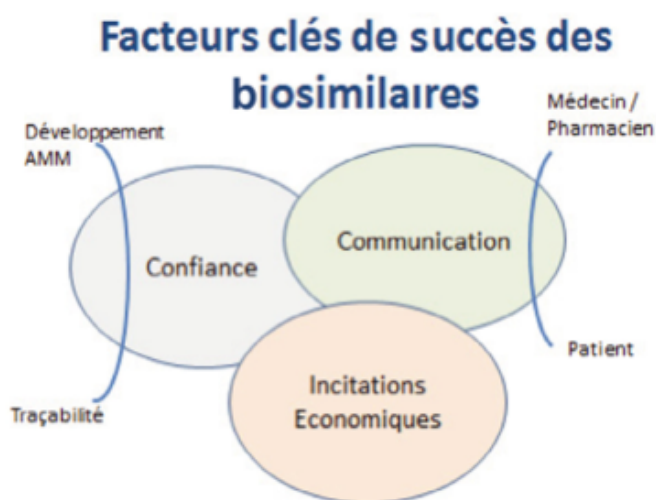 Facteurs clés de succès des
biosimilaires
Développement
AMM
Médecin /
Pharmacien
Confiance
Communication
Traçabilité
Patient
Incitations
Economiques